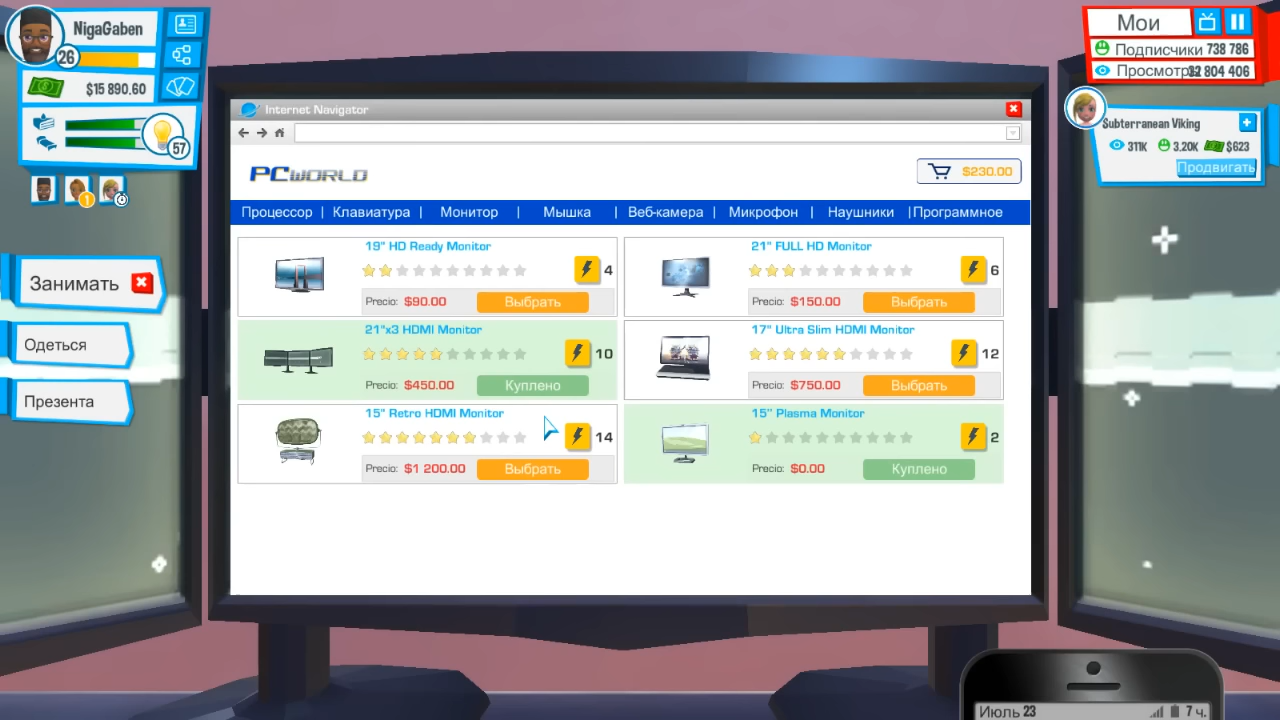 NigaGaben
26
$15 890.60
57
Занимать
Одеться
Презента
Internet Navigator
PCWORLD
$230.00
Процессор | Клавиатура | Монитор | Мышка | Веб-камера | Микрофон | Наушники | Программное
19" HD Ready Monitor
4
Precio: $90.00 Выбрать
21" FULL HD Monitor
6
Precio: $150.00 Выбрать
21"x3 HDMI Monitor
10
Precio: $450.00 Куплено
17" Ultra Slim HDMI Monitor
12
Precio: $750.00 Выбрать
15" Retro HDMI Monitor
14
Precio: $1 200.00 Выбрать
15" Plasma Monitor
2
Precio: $0.00 Куплено
Мои
Подписчики 738 786
Просмотры 804 406
Subterranean Viking
311K 3.20K $623
Продвигать
Июль 23 7 ч.